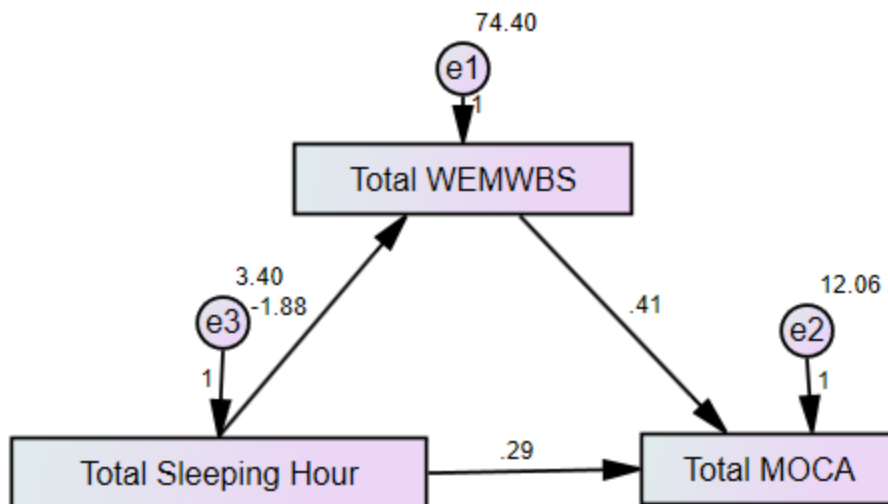 74.40
e1
1
Total WEMWBS
3.40
-1.88
e3
1
.41
12.06
e2
1
Total Sleeping Hour
.29
Total MOCA